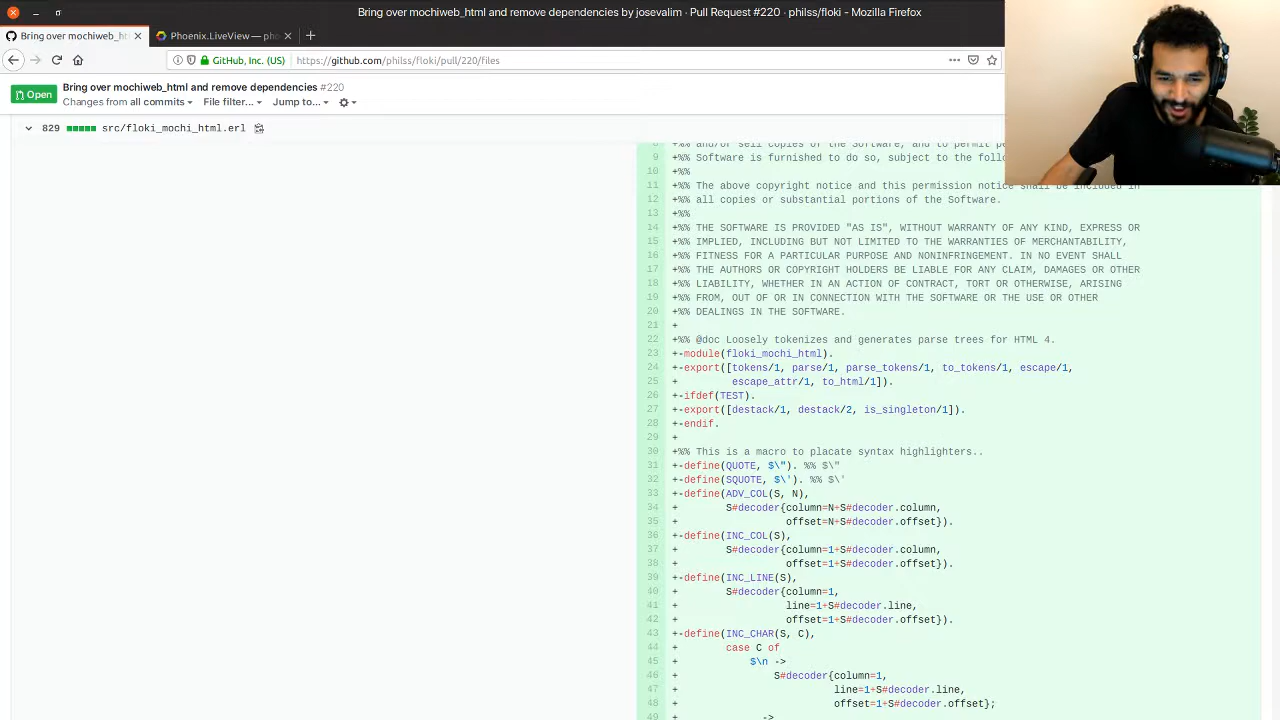 Bring over mochiweb_html and remove dependencies by josevalim · Pull Request #220 · philss/floki - Mozilla Firefox
Bring over mochiweb_ht
Phoenix.LiveView — pho
GitHub, Inc. (US)
https://github.com/philss/floki/pull/220/files
Open
Bring over mochiweb_html and remove dependencies #220
Changes from all commits
File filter...
Jump to...
829 src/floki_mochi_html.erl
8 +%% and/or sell copies of the Software, and to permit
9 +%% Software is furnished to do so, subject to the
10 +%%
11 +%% The above copyright notice and this permission notice shall be included in
12 +%% all copies or substantial portions of the Software.
13 +%%
14 +%% THE SOFTWARE IS PROVIDED "AS IS", WITHOUT WARRANTY OF ANY KIND, EXPRESS OR
15 +%% IMPLIED, INCLUDING BUT NOT LIMITED TO THE WARRANTIES OF MERCHANTABILITY,
16 +%% FITNESS FOR A PARTICULAR PURPOSE AND NONINFRINGEMENT. IN NO EVENT SHALL
17 +%% THE AUTHORS OR COPYRIGHT HOLDERS BE LIABLE FOR ANY CLAIM, DAMAGES OR OTHER
18 +%% LIABILITY, WHETHER IN AN ACTION OF CONTRACT, TORT OR OTHERWISE, ARISING
19 +%% FROM, OUT OF OR IN CONNECTION WITH THE SOFTWARE OR THE USE OR OTHER
20 +%% DEALINGS IN THE SOFTWARE.
21 +
22 +%% @doc Loosely tokenizes and generates parse trees for HTML 4.
23 +-module(floki_mochi_html).
24 +-export([tokens/1, parse/1, parse_tokens/1, to_tokens/1, escape/1,
25 + escape_attr/1, to_html/1]).
26 +-ifdef(TEST).
27 +-export([destack/1, destack/2, is_singleton/1]).
28 +-endif.
29 +
30 +%% This is a macro to placate syntax highlighters..
31 +-define(QUOTE, $\"). %% $\"
32 +-define(SQUOTE, $\'). %% $\'
33 +-define(ADV_COL(S, N),
34 + S#decoder{column=N+S#decoder.column,
35 + offset=N+S#decoder.offset}).
36 +-define(INC_COL(S),
37 + S#decoder{column=1+S#decoder.column,
38 + offset=1+S#decoder.offset}).
39 +-define(INC_LINE(S),
40 + S#decoder{column=1,
41 + line=1+S#decoder.line,
42 + offset=1+S#decoder.offset}).
43 +-define(INC_CHAR(S, C),
44 + case C of
45 + $\n ->
46 + S#decoder{column=1,
47 + line=1+S#decoder.line,
48 + offset=1+S#decoder.offset};
49 + ->